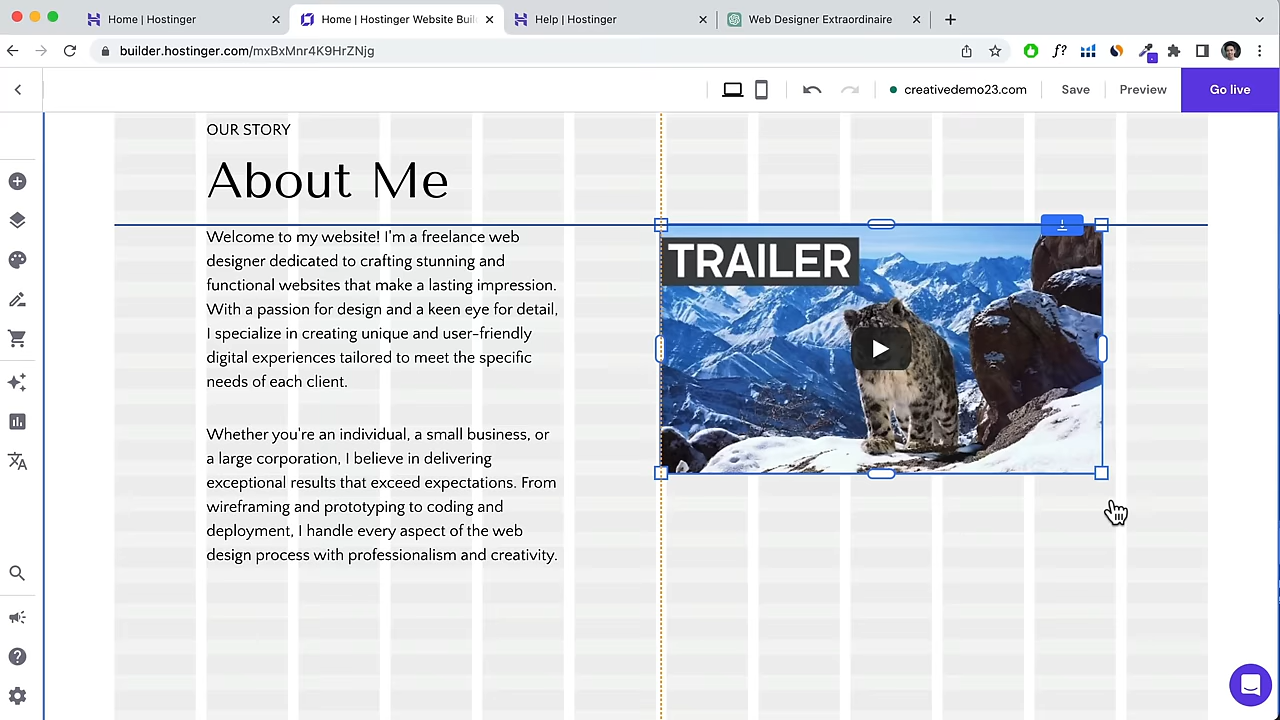 Home | Hostinger
Home | Hostinger Website Buil
Help | Hostinger
Web Designer Extraordinaire
builder.hostinger.com/mxBxMnr4K9HrZNjg
f?
creativedemo23.com
Save
Preview
Go live
OUR STORY
About Me
Welcome to my website! I'm a freelance web
designer dedicated to crafting stunning and
functional websites that make a lasting impression.
With a passion for design and a keen eye for detail,
I specialize in creating unique and user-friendly
digital experiences tailored to meet the specific
needs of each client.
Whether you're an individual, a small business, or
a large corporation, I believe in delivering
exceptional results that exceed expectations. From
wireframing and prototyping to coding and
deployment, I handle every aspect of the web
design process with professionalism and creativity.
TRAILER